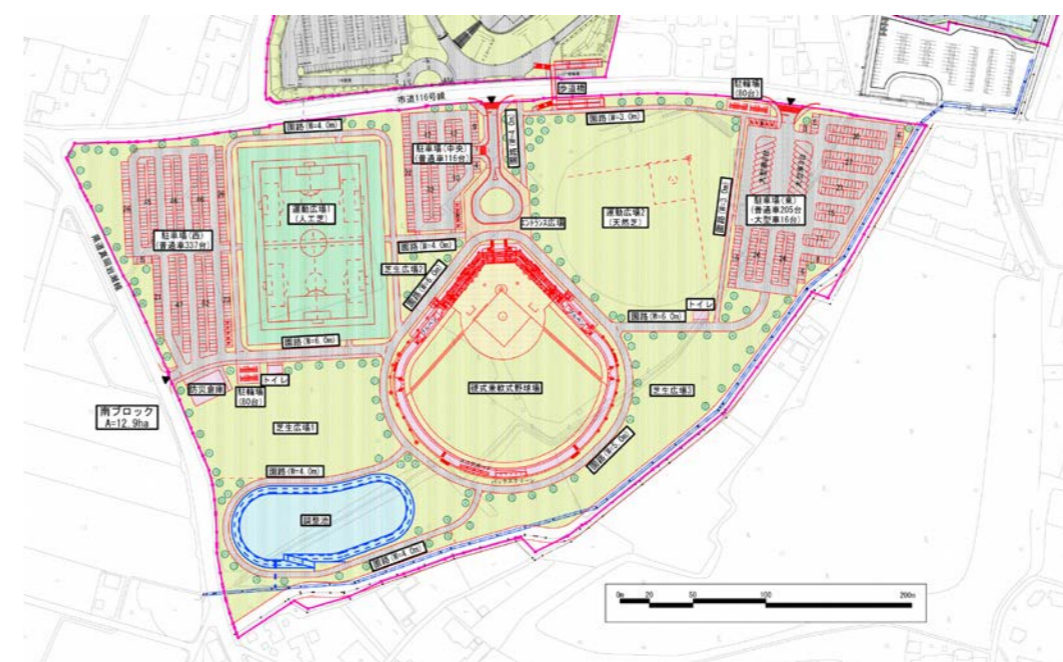 市道116号線
歩道橋
駐輪場
(80台)
園路(W=4.0m)
園路(W=3.0m)
駐車場(中央)
(普通車116台)
運動広場1
(人工芝)
運動広場2
(天然芝)
駐車場(東)
(普通車205台
・大型車16台)
駐車場(西)
(普通車337台)
エントランス広場
園路(W=4.0m)
芝生広場2
園路(W=6.0m)
トイレ
園路(W=6.0m)
園路(W=6.0m)
防災倉庫
駐輪場
(80台)
トイレ
硬式兼軟式野球場
芝生広場3
南ブロック
A=12.9ha
芝生広場1
園路(W=4.0m)
調整池
園路(W=4.0m)
0m 20 50 100 200m